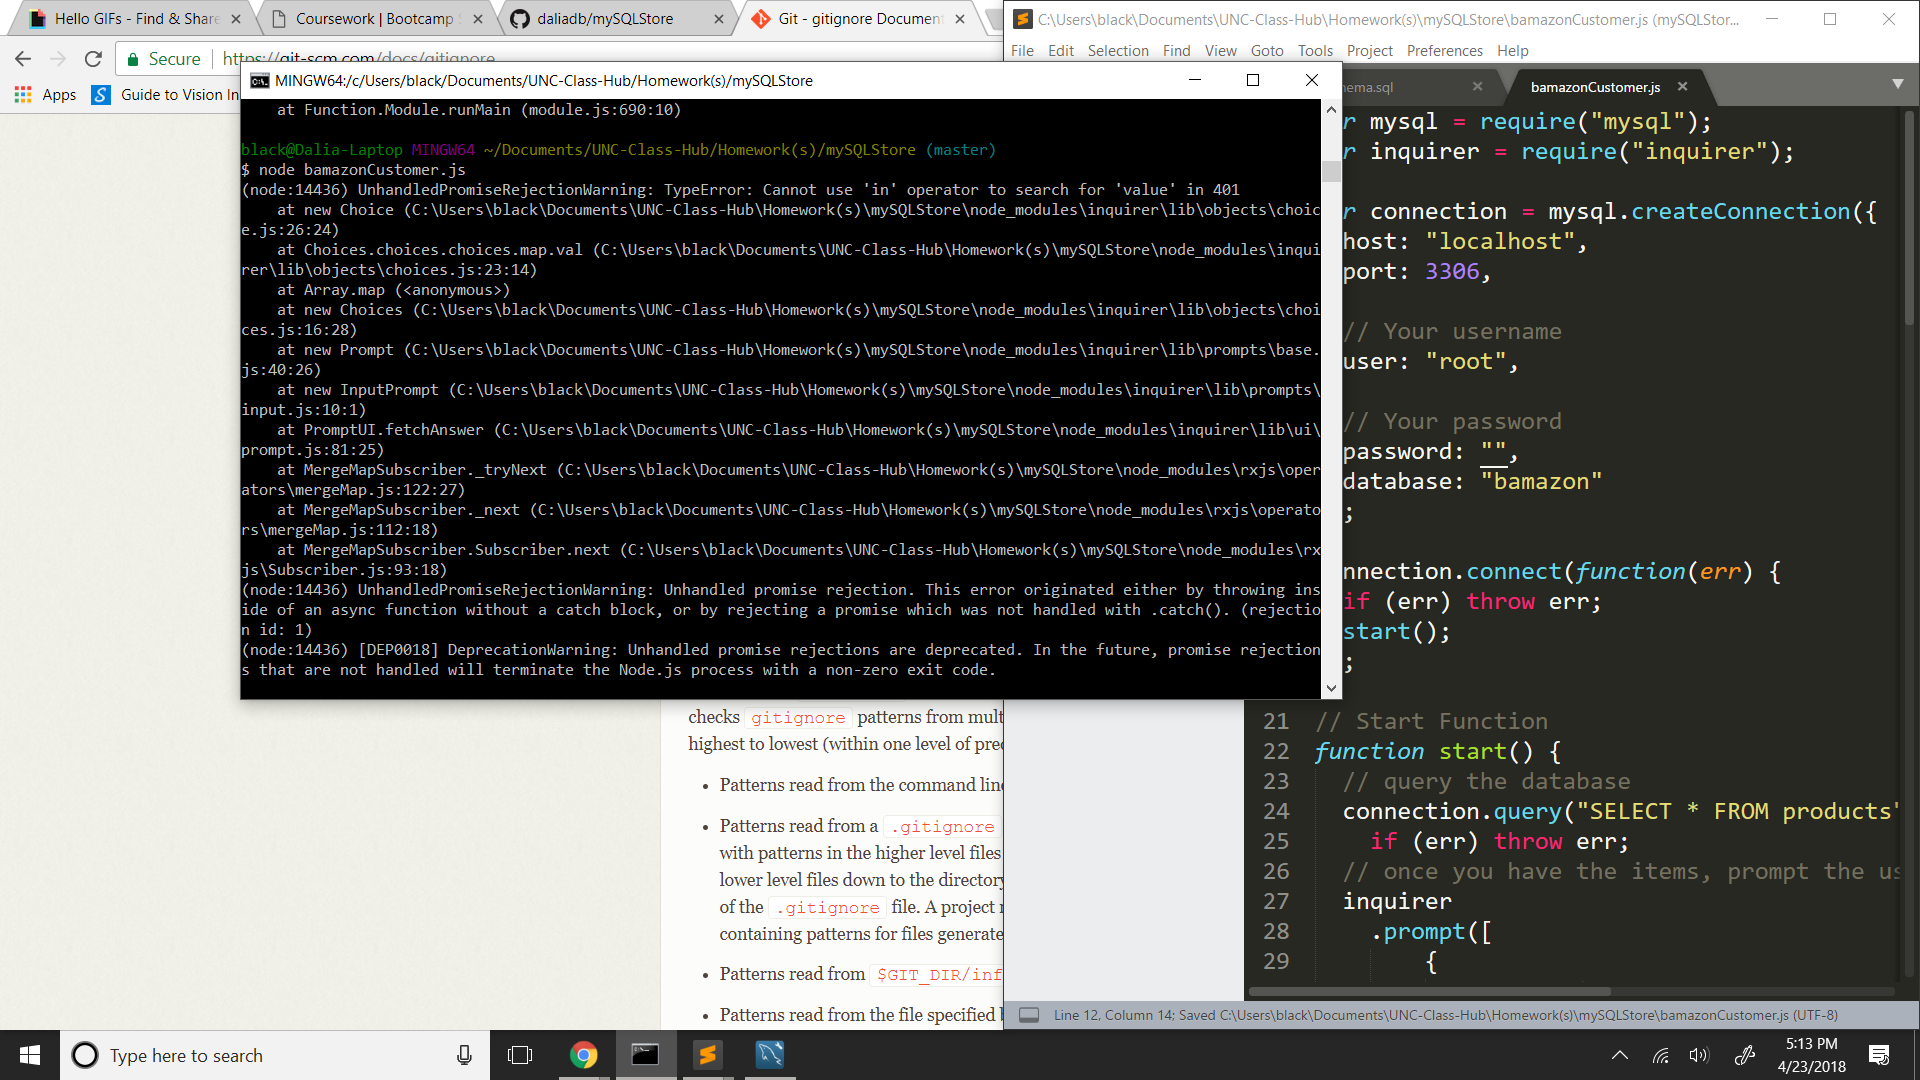 Hello GIFs - Find & Share
Coursework | Bootcamp
daliadb/mySQLStore
Git - gitignore Document
Secure
https://git-scm.com/docs/gitignore
Apps
Guide to Vision In
MINGW64:/c/Users/black/Documents/UNC-Class-Hub/Homework(s)/mySQLStore
    at Function.Module.runMain (module.js:690:10)
black@Dalia-Laptop MINGW64 ~/Documents/UNC-Class-Hub/Homework(s)/mySQLStore (master)
$ node bamazonCustomer.js
(node:14436) UnhandledPromiseRejectionWarning: TypeError: Cannot use 'in' operator to search for 'value' in 401
    at new Choice (C:\Users\black\Documents\UNC-Class-Hub\Homework(s)\mySQLStore\node_modules\inquirer\lib\objects\choic
e.js:26:24)
    at Choices.choices.choices.map.val (C:\Users\black\Documents\UNC-Class-Hub\Homework(s)\mySQLStore\node_modules\inqui
rer\lib\objects\choices.js:23:14)
    at Array.map (<anonymous>)
    at new Choices (C:\Users\black\Documents\UNC-Class-Hub\Homework(s)\mySQLStore\node_modules\inquirer\lib\objects\choi
ces.js:16:28)
    at new Prompt (C:\Users\black\Documents\UNC-Class-Hub\Homework(s)\mySQLStore\node_modules\inquirer\lib\prompts\base.
js:40:26)
    at new InputPrompt (C:\Users\black\Documents\UNC-Class-Hub\Homework(s)\mySQLStore\node_modules\inquirer\lib\prompts\
input.js:10:1)
    at PromptUI.fetchAnswer (C:\Users\black\Documents\UNC-Class-Hub\Homework(s)\mySQLStore\node_modules\inquirer\lib\ui\
prompt.js:81:25)
    at MergeMapSubscriber._tryNext (C:\Users\black\Documents\UNC-Class-Hub\Homework(s)\mySQLStore\node_modules\rxjs\oper
ators\mergeMap.js:122:27)
    at MergeMapSubscriber._next (C:\Users\black\Documents\UNC-Class-Hub\Homework(s)\mySQLStore\node_modules\rxjs\operato
rs\mergeMap.js:112:18)
    at MergeMapSubscriber.Subscriber.next (C:\Users\black\Documents\UNC-Class-Hub\Homework(s)\mySQLStore\node_modules\rx
js\Subscriber.js:93:18)
(node:14436) UnhandledPromiseRejectionWarning: Unhandled promise rejection. This error originated either by throwing ins
ide of an async function without a catch block, or by rejecting a promise which was not handled with .catch(). (rejectio
n id: 1)
(node:14436) [DEP0018] DeprecationWarning: Unhandled promise rejections are deprecated. In the future, promise rejection
s that are not handled will terminate the Node.js process with a non-zero exit code.
checks gitignore patterns from mult
highest to lowest (within one level of prec
• Patterns read from the command line
• Patterns read from a .gitignore
with patterns in the higher level files
lower level files down to the directory
of the .gitignore file. A project n
containing patterns for files generate
• Patterns read from $GIT_DIR/inf
• Patterns read from the file specified b
C:\Users\black\Documents\UNC-Class-Hub\Homework(s)\mySQLStore\bamazonCustomer.js (mySQLStor...
File Edit Selection Find View Goto Tools Project Preferences Help
ema.sql
bamazonCustomer.js
r mysql = require("mysql");
r inquirer = require("inquirer");
r connection = mysql.createConnection({
host: "localhost",
port: 3306,
// Your username
user: "root",
// Your password
password: "",
database: "bamazon"
;
nnection.connect(function(err) {
if (err) throw err;
start();
;
21 // Start Function
22 function start() {
23   // query the database
24   connection.query("SELECT * FROM products"
25     if (err) throw err;
26   // once you have the items, prompt the us
27   inquirer
28     .prompt([
29         {
Line 12, Column 14; Saved C:\Users\black\Documents\UNC-Class-Hub\Homework(s)\mySQLStore\bamazonCustomer.js (UTF-8)
Type here to search
5:13 PM
4/23/2018